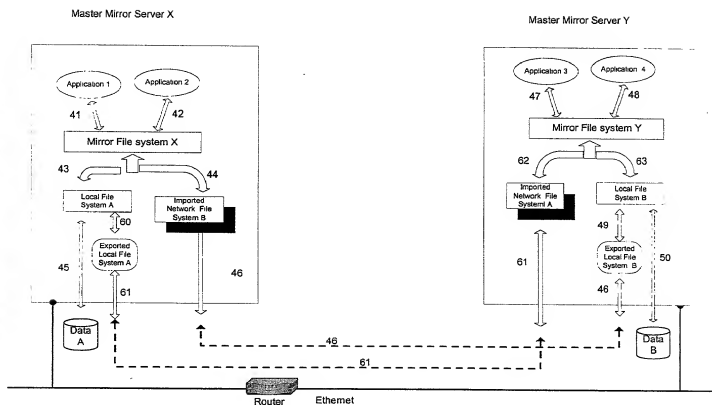 Master Mirror Server X
Master Mirror Server Y
Application 1
Application 2
Application 3
Application 4
41
42
47
48
Mirror File system X
Mirror File system Y
43
44
62
63
Local File
System A
Imported
Network File
System B
Imported
Network File
System A
Local File
System B
60
49
Exported
Local File
System A
Exported
Local File
System B
45
46
61
50
61
46
Data
A
Data
B
46
61
Router
Ethernet